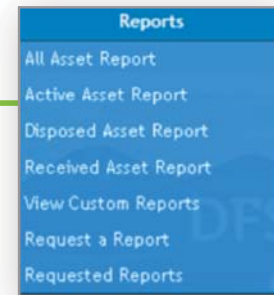 Reports
All Asset Report
Active Asset Report
Disposed Asset Report
Received Asset Report
View Custom Reports
Request a Report
Requested Reports
DFS